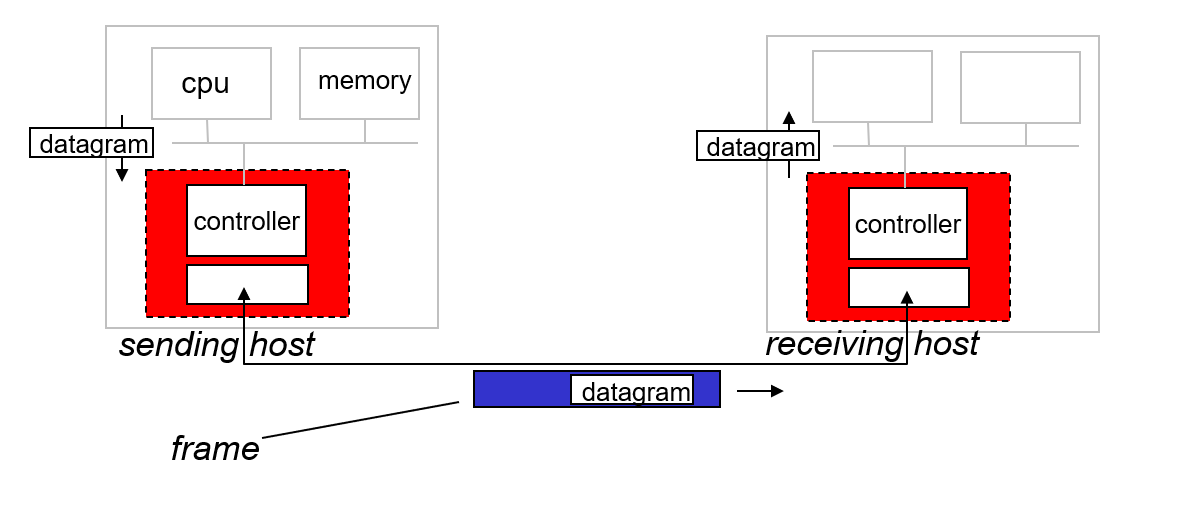 cpu
memory
datagram
controller
sending host
datagram
controller
receiving host
datagram
frame